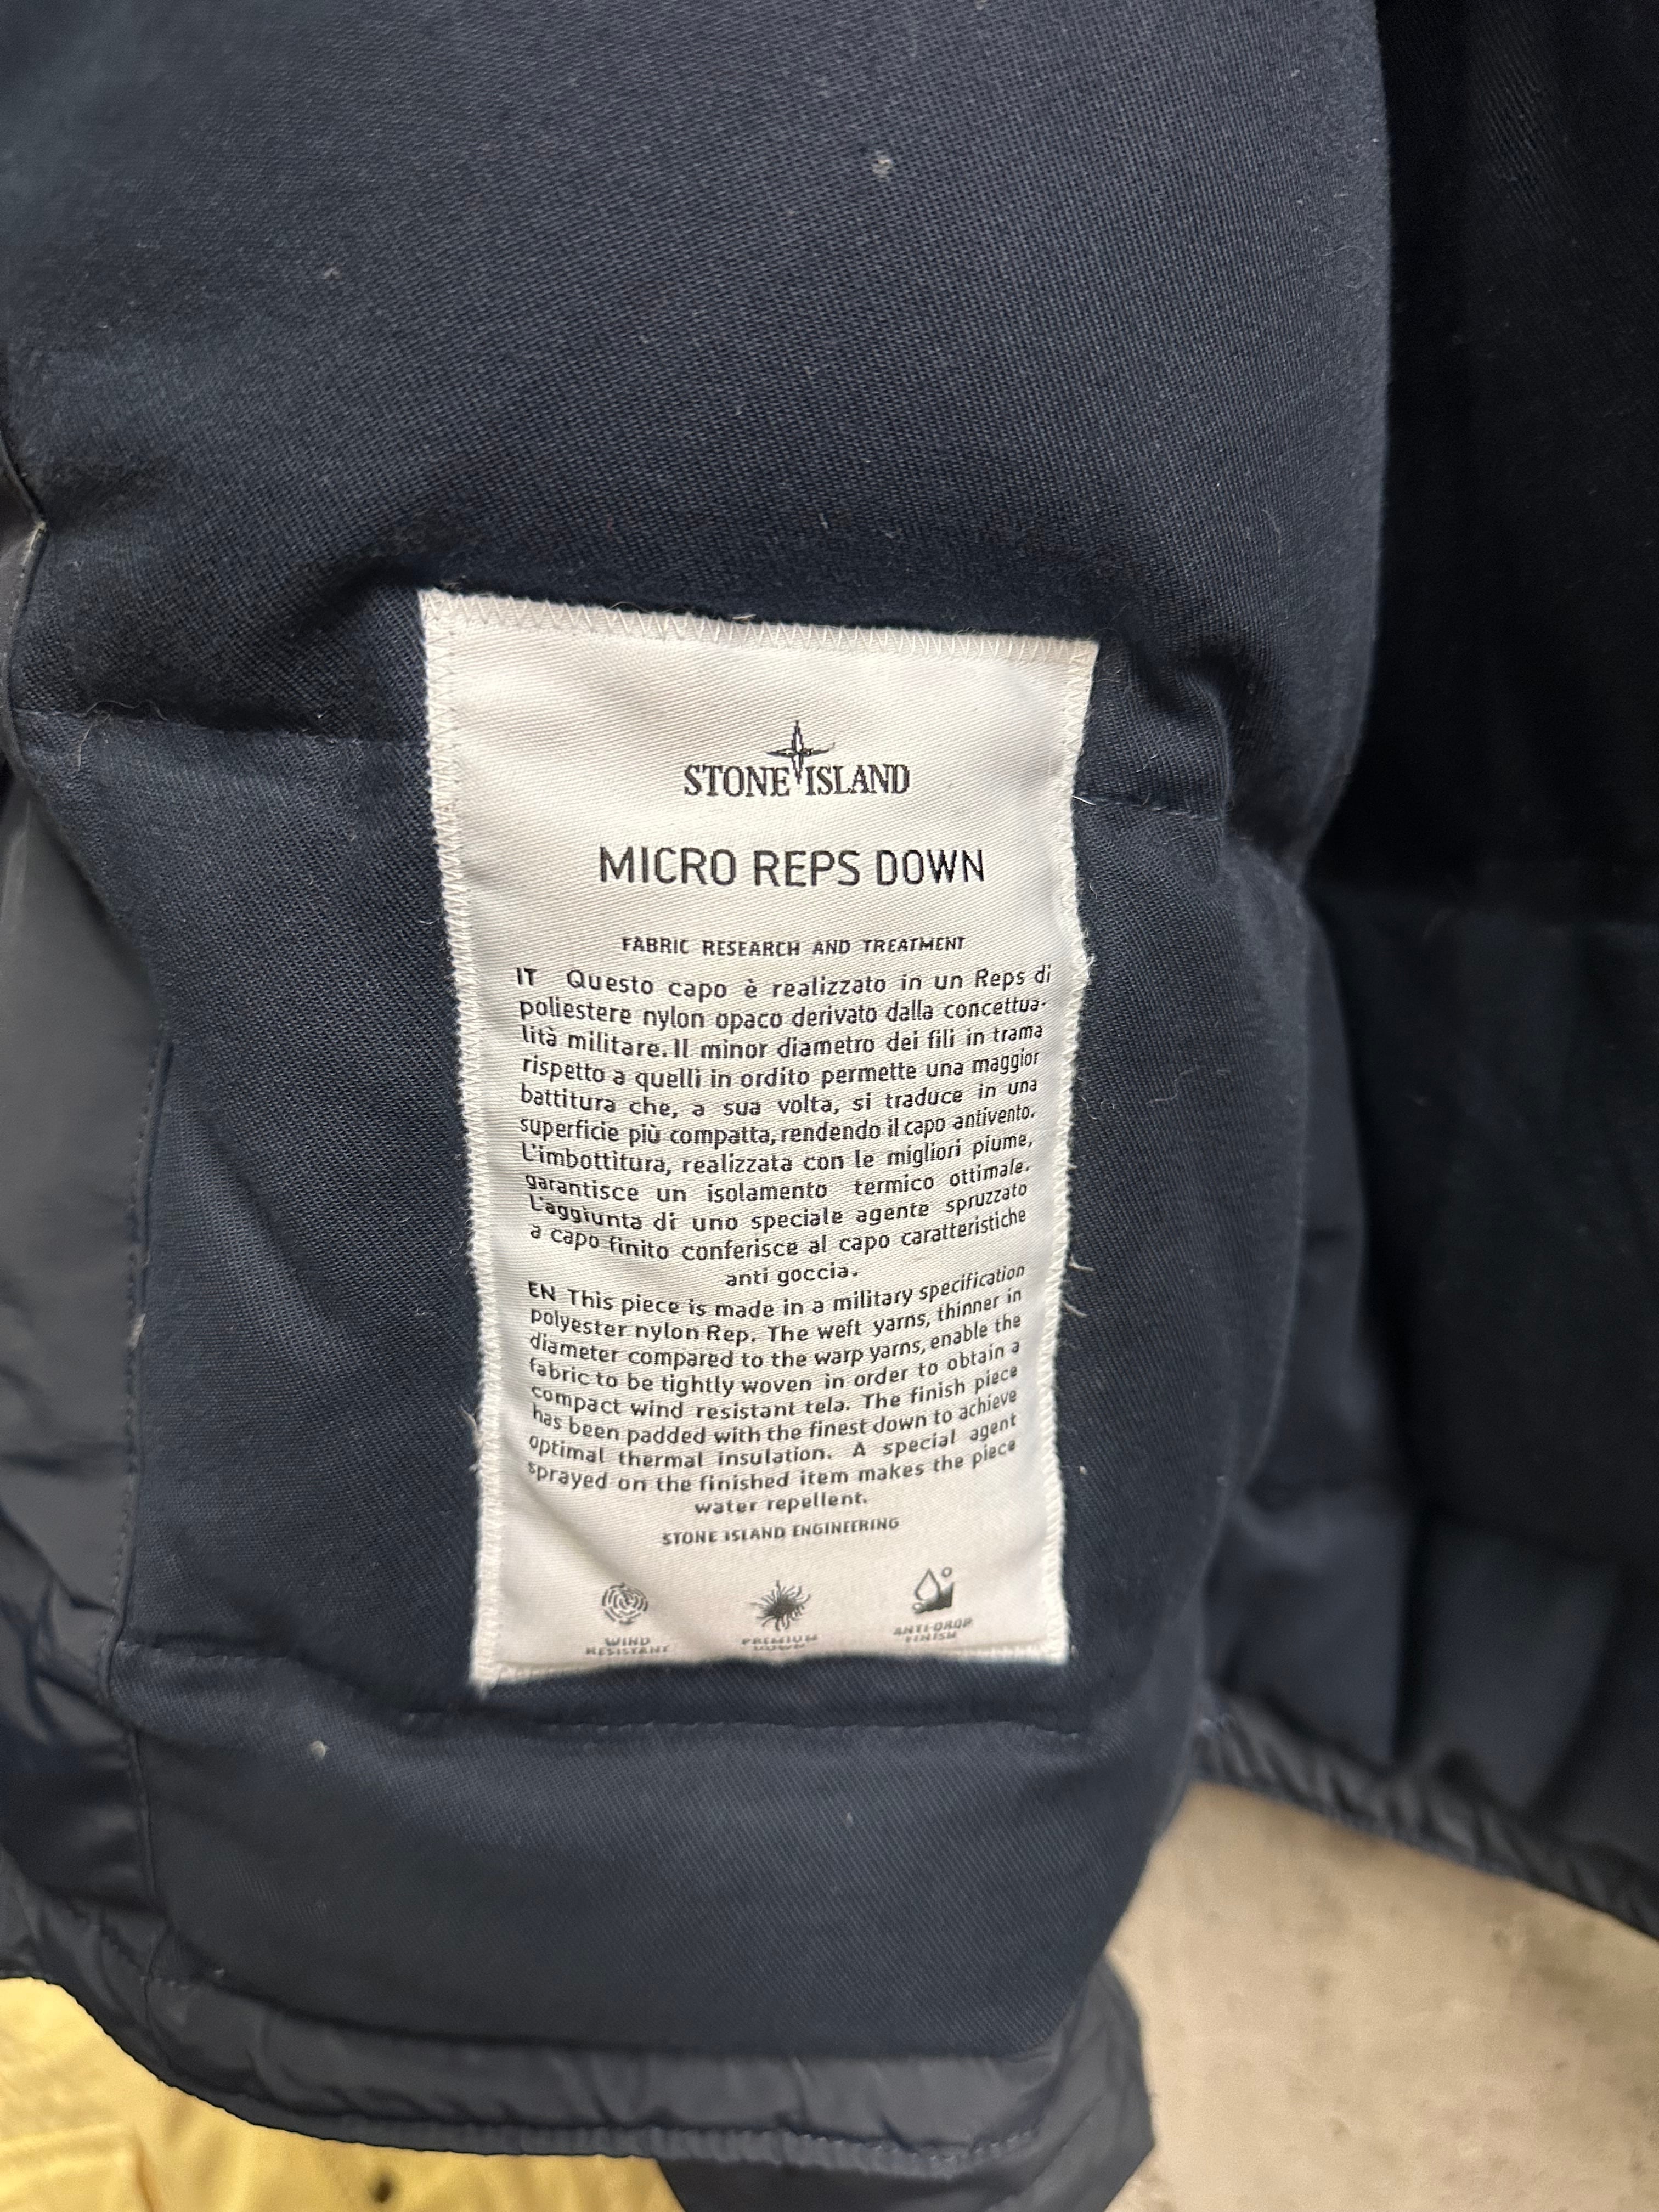 STONE ISLAND
MICRO REPS DOWN
FABRIC RESEARCH AND TREATMENT
IT Questo capo è realizzato in un Reps di
poliestere nylon opaco derivato dalla concettua-
lità militare. Il minor diametro dei fili in trama
rispetto a quelli in ordito permette una maggior
battitura che, a sua volta, si traduce in una
superficie più compatta, rendendo il capo antivento.
L'imbottitura, realizzata con le migliori piume,
garantisce un isolamento termico ottimale.
L'aggiunta di uno speciale agente spruzzato
a capo finito conferisce al capo caratteristiche
anti goccia.
EN This piece is made in a military specification
polyester nylon Rep. The weft yarns, thinner in
diameter compared to the warp yarns, enable the
fabric to be tightly woven in order to obtain a
compact wind resistant tela. The finish piece
has been padded with the finest down to achieve
optimal thermal insulation. A special agent
sprayed on the finished item makes the piece
water repellent.
STONE ISLAND ENGINEERING
WIND PREMIUM ANTI-DROP
RESISTANT DOWN FINISH